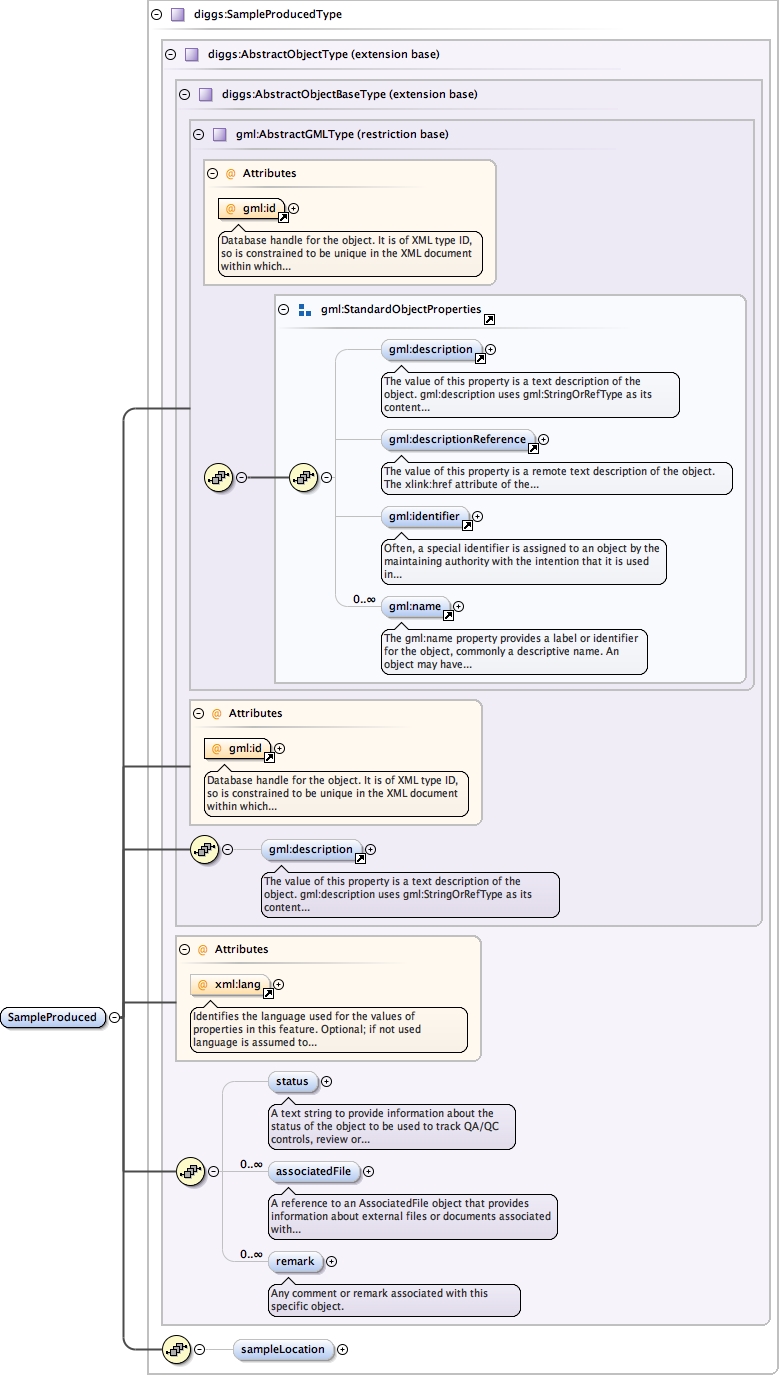 diggs:SampleProducedType
diggs:AbstractObjectType (extension base)
diggs:AbstractObjectBaseType (extension base)
gml:AbstractGMLType (restriction base)
@ Attributes
@ gml:id
Database handle for the object. It is of XML type ID,
so is constrained to be unique in the XML document
within which...
gml:StandardObjectProperties
gml:description
The value of this property is a text description of the
object. gml:description uses gml:StringOrRefType as its
content...
gml:descriptionReference
The value of this property is a remote text description of the object.
The xlink:href attribute of the...
gml:identifier
Often, a special identifier is assigned to an object by the
maintaining authority with the intention that it is used
in...
0..∞
gml:name
The gml:name property provides a label or identifier
for the object, commonly a descriptive name. An
object may have...
@ Attributes
@ gml:id
Database handle for the object. It is of XML type ID,
so is constrained to be unique in the XML document
within which...
gml:description
The value of this property is a text description of the
object. gml:description uses gml:StringOrRefType as its
content...
@ Attributes
@ xml:lang
Identifies the language used for the values of
properties in this feature. Optional; if not used
language is assumed to...
SampleProduced
status
A text string to provide information about the
status of the object to be used to track QA/QC
controls, review or...
0..∞
associatedFile
A reference to an AssociatedFile object that provides
information about external files or documents associated
with...
0..∞
remark
Any comment or remark associated with this
specific object.
sampleLocation